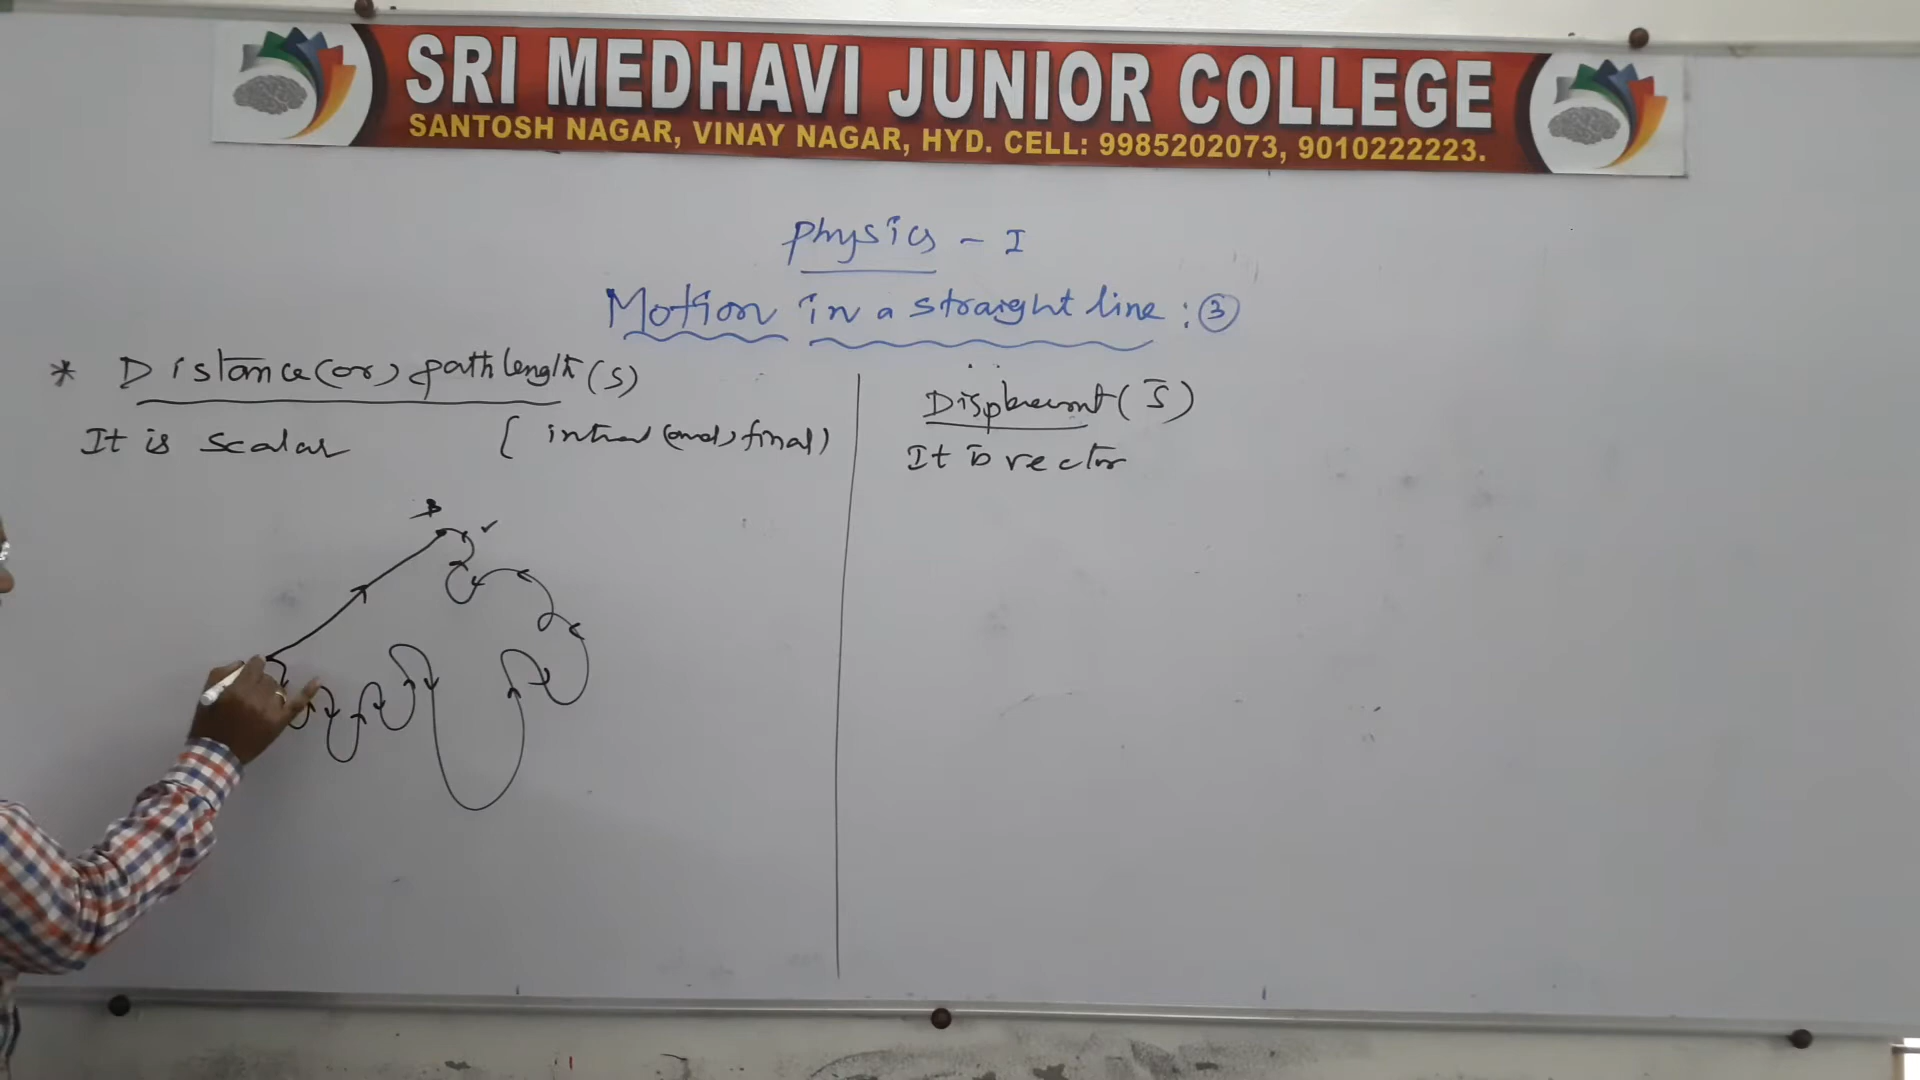 SRI MEDHAVI JUNIOR COLLEGE
SANTOSH NAGAR, VINAY NAGAR, HYD. CELL: 9985202073, 9010222223.
Physics - I
Motion in a straight line : 3
* Distance (or) path length (s)
It is scalar
final)
Displacement ( s̅ )
It is vector
B